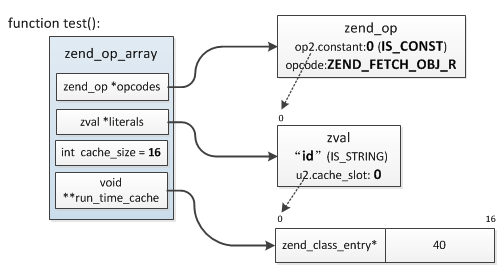 function test():
zend_op_array
zend_op *opcodes
zval *literals
int cache_size = 16
void
**run_time_cache
zend_op
op2.constant:0 (IS_CONST)
opcode:ZEND_FETCH_OBJ_R
0
zval
“id” (IS_STRING)
u2.cache_slot: 0
0 16
zend_class_entry* 40